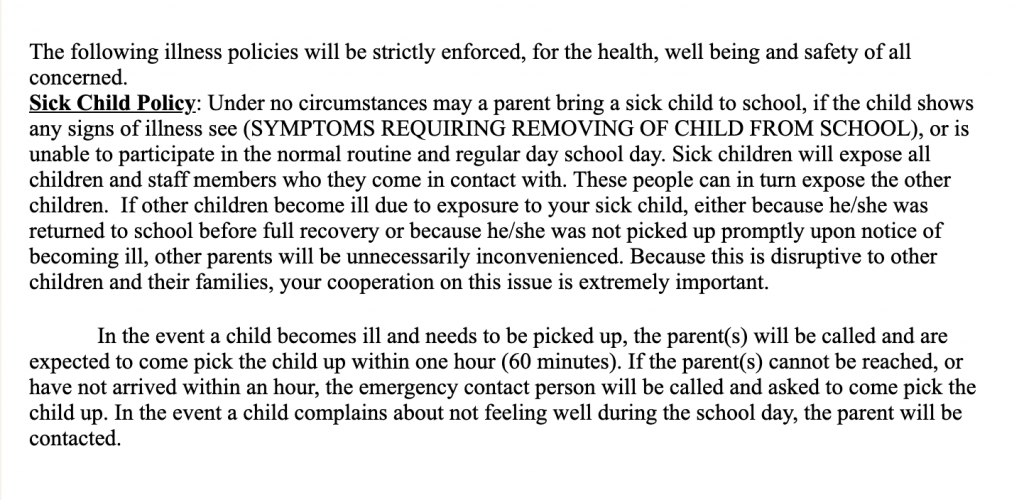 The following illness policies will be strictly enforced, for the health, well being and safety of all
concerned.
Sick Child Policy: Under no circumstances may a parent bring a sick child to school, if the child shows
any signs of illness see (SYMPTOMS REQUIRING REMOVING OF CHILD FROM SCHOOL), or is
unable to participate in the normal routine and regular day school day. Sick children will expose all
children and staff members who they come in contact with. These people can in turn expose the other
children.  If other children become ill due to exposure to your sick child, either because he/she was
returned to school before full recovery or because he/she was not picked up promptly upon notice of
becoming ill, other parents will be unnecessarily inconvenienced. Because this is disruptive to other
children and their families, your cooperation on this issue is extremely important.
In the event a child becomes ill and needs to be picked up, the parent(s) will be called and are
expected to come pick the child up within one hour (60 minutes). If the parent(s) cannot be reached, or
have not arrived within an hour, the emergency contact person will be called and asked to come pick the
child up. In the event a child complains about not feeling well during the school day, the parent will be
contacted.